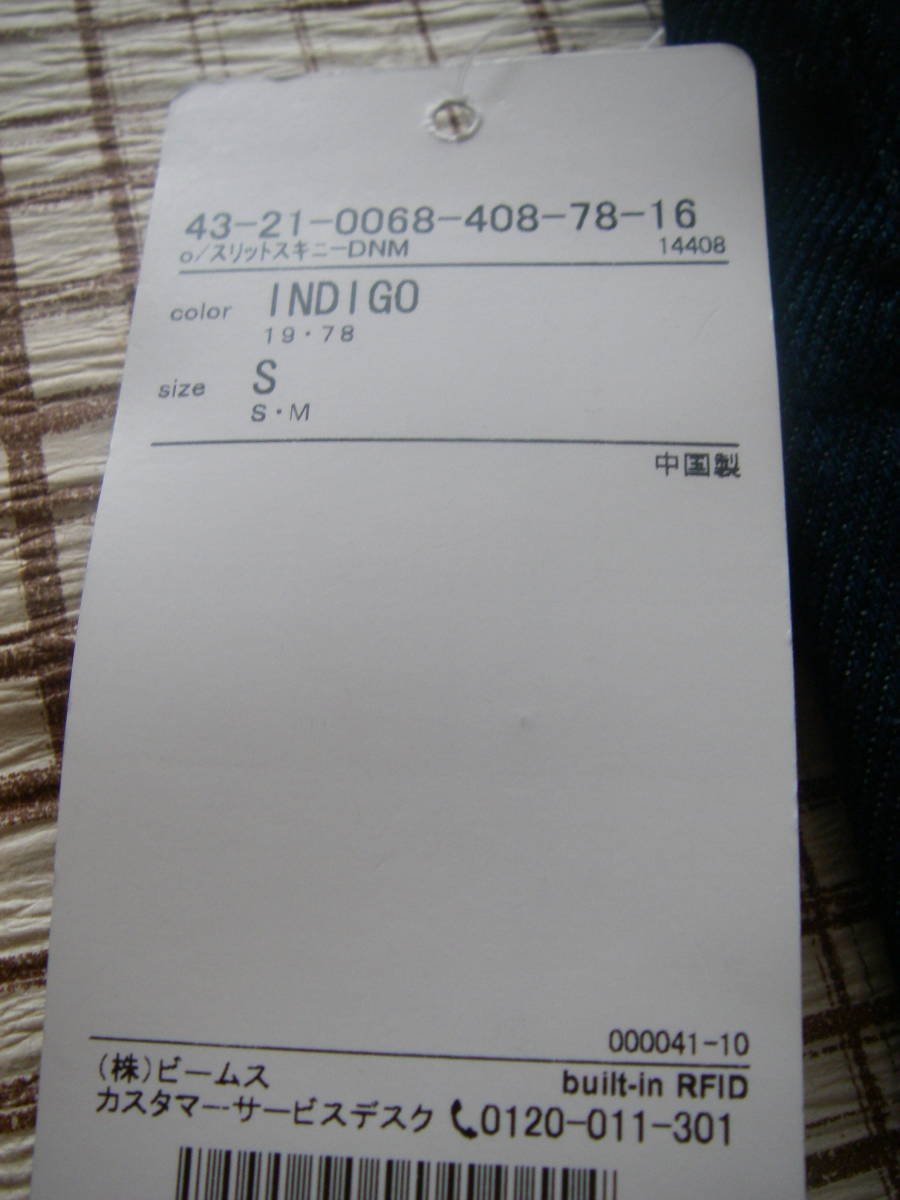 43-21-0068-408-78-16
o/スリットスキニーDNM 14408
color INDIGO
19・78
size S
S・M
中国製
000041-10
(株)ビームス built-in RFID
カスタマーサービスデスク 0120-011-301